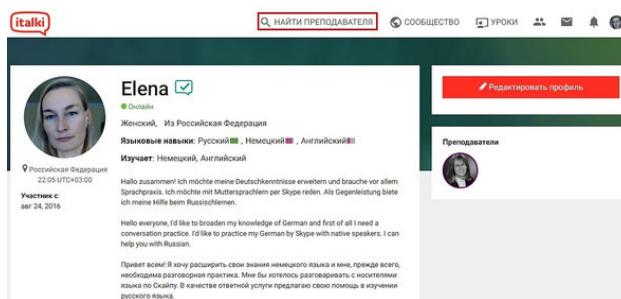 italki
НАЙТИ ПРЕПОДАВАТЕЛЯ
СООБЩЕСТВО
УРОКИ
Elena
Онлайн
Женский, Из Российская Федерация
Языковые навыки: Русский , Немецкий , Английский
Изучает: Немецкий, Английский
Российская Федерация
22:05 UTC+03:00
Участник с:
авг 24, 2016
Hallo zusammen! Ich möchte meine Deutschkenntnisse erweitern und brauche vor allem
Sprachpraxis. Ich möchte mit Muttersprachlern per Skype reden. Als Gegenleistung biete
ich meine Hilfe beim Russischlernen.
Hello everyone, I'd like to broaden my knowledge of German and first of all I need a
conversation practice. I'd like to practice my German by Skype with native speakers. I can
help you with Russian.
Привет всем! Я хочу расширить свои знания немецкого языка и мне, прежде всего,
необходима разговорная практика. Мне бы хотелось разговаривать с носителями
языка по Скайпу. В качестве ответной услуги предлагаю свою помощь в изучении
русского языка.
Редактировать профиль
Преподаватели